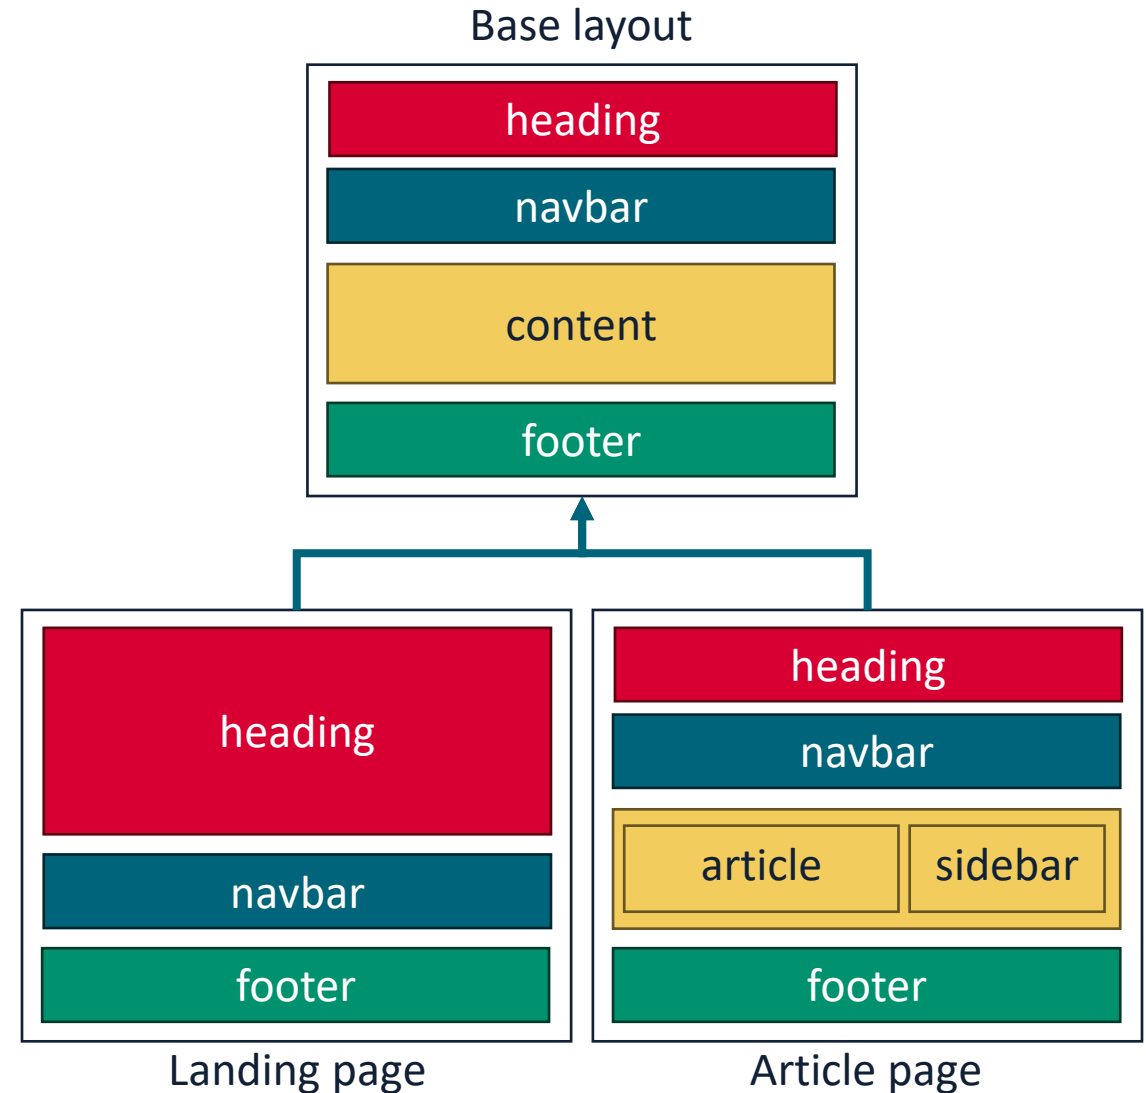 Base layout
heading
navbar
content
footer
heading
navbar
footer
Landing page
heading
navbar
article sidebar
footer
Article page